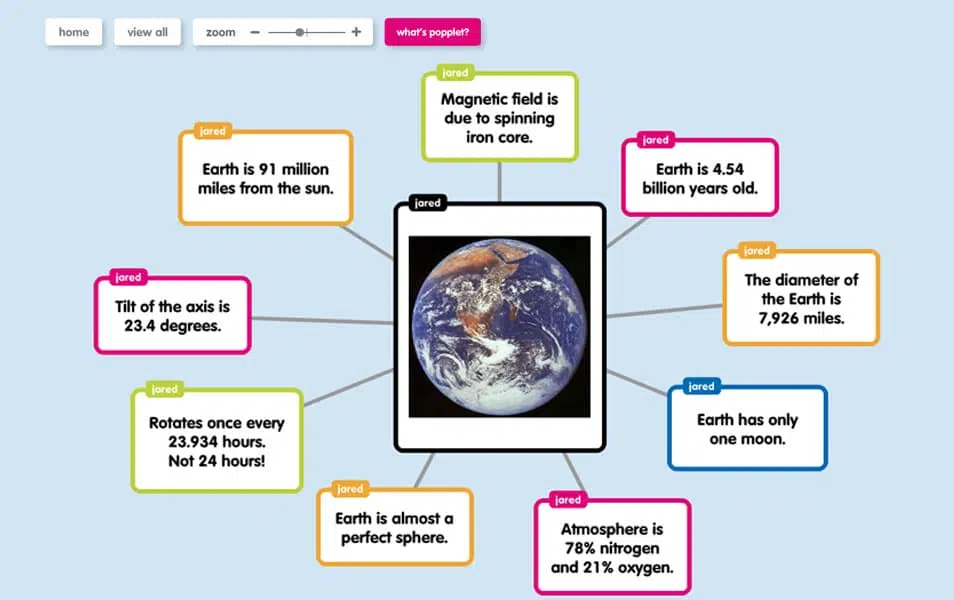 home
view all
zoom
what's popplet?
jared
Magnetic field is
due to spinning
iron core.
jared
Earth is 91 million
miles from the sun.
jared
Earth is 4.54
billion years old.
jared
jared
The diameter of
the Earth is
7,926 miles.
jared
Tilt of the axis is
23.4 degrees.
jared
Earth has only
one moon.
jared
Rotates once every
23.934 hours.
Not 24 hours!
jared
Earth is almost a
perfect sphere.
jared
Atmosphere is
78% nitrogen
and 21% oxygen.